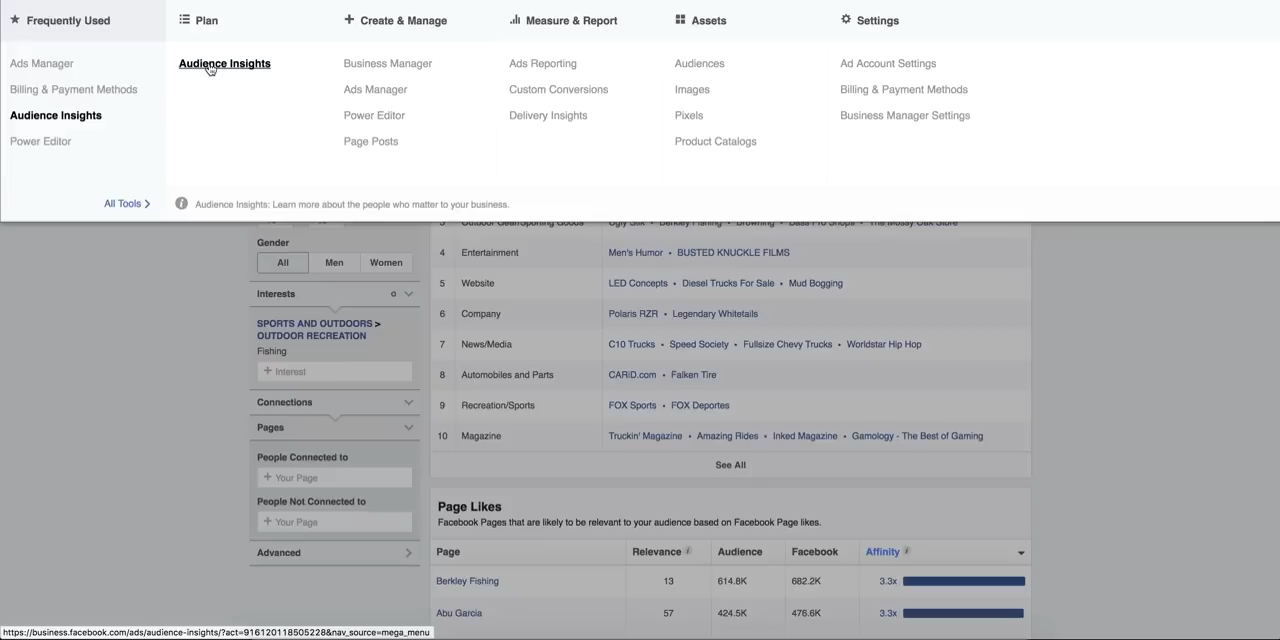 Frequently Used
Plan
Create & Manage
Measure & Report
Assets
Settings
Ads Manager
Audience Insights
Business Manager
Ads Reporting
Audiences
Ad Account Settings
Billing & Payment Methods
Ads Manager
Custom Conversions
Images
Billing & Payment Methods
Audience Insights
Power Editor
Delivery Insights
Pixels
Business Manager Settings
Power Editor
Page Posts
Product Catalogs
All Tools
Audience Insights: Learn more about the people who matter to your business.
3 Outdoor Gear/Sporting Goods Ugly Stik • Berkley Fishing • Browning • Bass Pro Shops • The Mossy Oak Store
Gender
All Men Women
Interests 0
SPORTS AND OUTDOORS >
OUTDOOR RECREATION
Fishing
+ Interest
Connections
Pages
People Connected to
+ Your Page
People Not Connected to
+ Your Page
Advanced
4 Entertainment Men's Humor • BUSTED KNUCKLE FILMS
5 Website LED Concepts • Diesel Trucks For Sale • Mud Bogging
6 Company Polaris RZR • Legendary Whitetails
7 News/Media C10 Trucks • Speed Society • Fullsize Chevy Trucks • Worldstar Hip Hop
8 Automobiles and Parts CARiD.com • Falken Tire
9 Recreation/Sports FOX Sports • FOX Deportes
10 Magazine Truckin' Magazine • Amazing Rides • Inked Magazine • Gamology - The Best of Gaming
See All
Page Likes
Facebook Pages that are likely to be relevant to your audience based on Facebook Page likes.
Page Relevance Audience Facebook Affinity
Berkley Fishing 13 614.8K 682.2K 3.3x
Abu Garcia 57 424.5K 476.6K 3.3x
https://business.facebook.com/ads/audience-insights/?act=916120118505228&nav_source=mega_menu